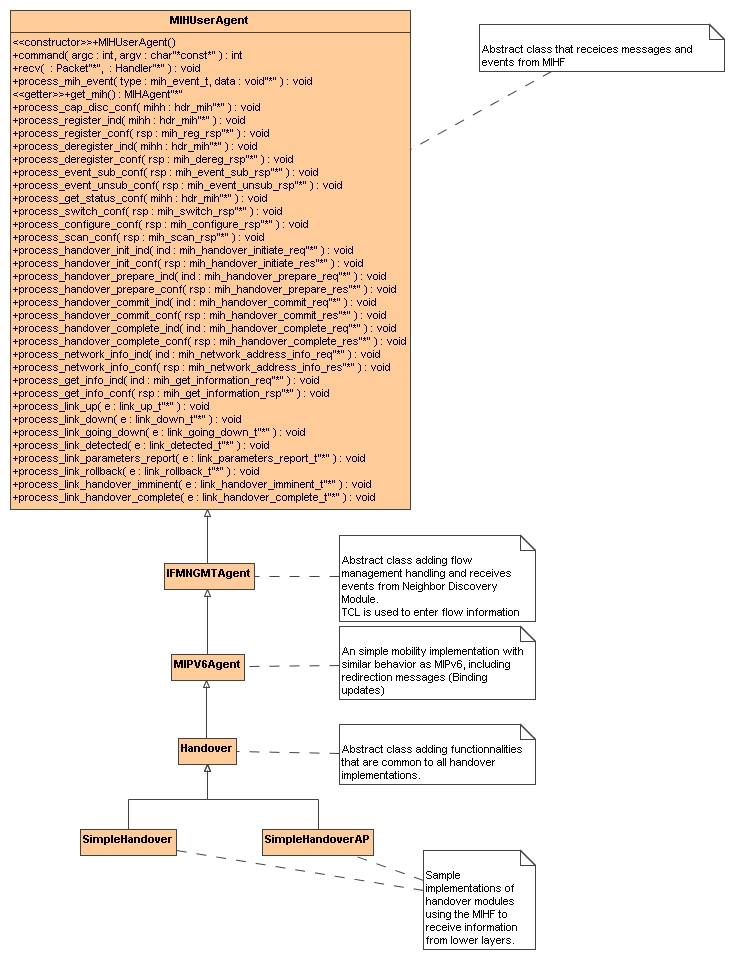 MIHUserAgent
<<constructor>>+MIHUserAgent()
+command( argc : int, argv : char"*const*" ) : int
+recv(  : Packet"*",  : Handler"*" ) : void
+process_mih_event( type : mih_event_t, data : void"*" ) : void
<<getter>>+get_mih() : MIHAgent"*"
+process_cap_disc_conf( mihh : hdr_mih"*" ) : void
+process_register_ind( mihh : hdr_mih"*" ) : void
+process_register_conf( rsp : mih_reg_rsp"*" ) : void
+process_deregister_ind( mihh : hdr_mih"*" ) : void
+process_deregister_conf( rsp : mih_dereg_rsp"*" ) : void
+process_event_sub_conf( rsp : mih_event_sub_rsp"*" ) : void
+process_event_unsub_conf( rsp : mih_event_unsub_rsp"*" ) : void
+process_get_status_conf( mihh : hdr_mih"*" ) : void
+process_switch_conf( rsp : mih_switch_rsp"*" ) : void
+process_configure_conf( rsp : mih_configure_rsp"*" ) : void
+process_scan_conf( rsp : mih_scan_rsp"*" ) : void
+process_handover_init_ind( ind : mih_handover_initiate_req"*" ) : void
+process_handover_init_conf( rsp : mih_handover_initiate_res"*" ) : void
+process_handover_prepare_ind( ind : mih_handover_prepare_req"*" ) : void
+process_handover_prepare_conf( rsp : mih_handover_prepare_res"*" ) : void
+process_handover_commit_ind( ind : mih_handover_commit_req"*" ) : void
+process_handover_commit_conf( rsp : mih_handover_commit_res"*" ) : void
+process_handover_complete_ind( ind : mih_handover_complete_req"*" ) : void
+process_handover_complete_conf( rsp : mih_handover_complete_res"*" ) : void
+process_network_info_ind( ind : mih_network_address_info_req"*" ) : void
+process_network_info_conf( rsp : mih_network_address_info_res"*" ) : void
+process_get_info_ind( ind : mih_get_information_req"*" ) : void
+process_get_info_conf( rsp : mih_get_information_rsp"*" ) : void
+process_link_up( e : link_up_t"*" ) : void
+process_link_down( e : link_down_t"*" ) : void
+process_link_going_down( e : link_going_down_t"*" ) : void
+process_link_detected( e : link_detected_t"*" ) : void
+process_link_parameters_report( e : link_parameters_report_t"*" ) : void
+process_link_rollback( e : link_rollback_t"*" ) : void
+process_link_handover_imminent( e : link_handover_imminent_t"*" ) : void
+process_link_handover_complete( e : link_handover_complete_t"*" ) : void
Abstract class that receices messages and
events from MIHF
IFMNGMTAgent
Abstract class adding flow
management handling and receives
events from Neighbor Discovery
Module.
TCL is used to enter flow information
MIPV6Agent
An simple mobility implementation with
similar behavior as MIPv6, including
redirection messages (Binding
updates)
Handover
Abstract class adding functionnalities
that are common to all handover
implementations.
SimpleHandover
SimpleHandoverAP
Sample
implementations of
handover modules
using the MIHF to
receive information
from lower layers.